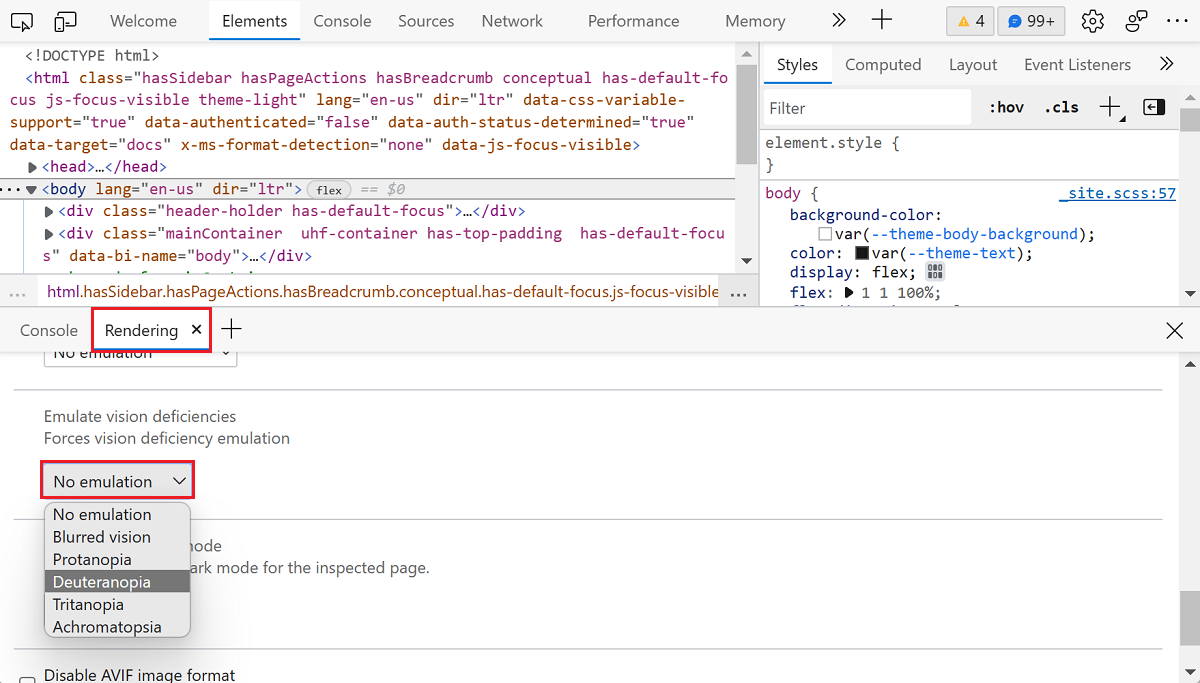 Welcome Elements Console Sources Network Performance Memory 4 99+
<!DOCTYPE html>
<html class="hasSidebar hasPageActions hasBreadcrumb conceptual has-default-fo
cus js-focus-visible theme-light" lang="en-us" dir="ltr" data-css-variable-
support="true" data-authenticated="false" data-auth-status-determined="true"
data-target="docs" x-ms-format-detection="none" data-js-focus-visible>
<head>…</head>
<body lang="en-us" dir="ltr"> flex == $0
<div class="header-holder has-default-focus">…</div>
<div class="mainContainer  uhf-container has-top-padding  has-default-focu
s" data-bi-name="body">…</div>
... html.hasSidebar.hasPageActions.hasBreadcrumb.conceptual.has-default-focus.js-focus-visible ...
Styles Computed Layout Event Listeners
Filter :hov .cls
element.style {
}
body { _site.scss:57
background-color:
var(--theme-body-background);
color: var(--theme-text);
display: flex;
flex: 1 1 100%;
Console Rendering
No emulation
Emulate vision deficiencies
Forces vision deficiency emulation
No emulation
No emulation
Blurred vision
Protanopia
Deuteranopia
Tritanopia
Achromatopsia
mode
ark mode for the inspected page.
Disable AVIF image format